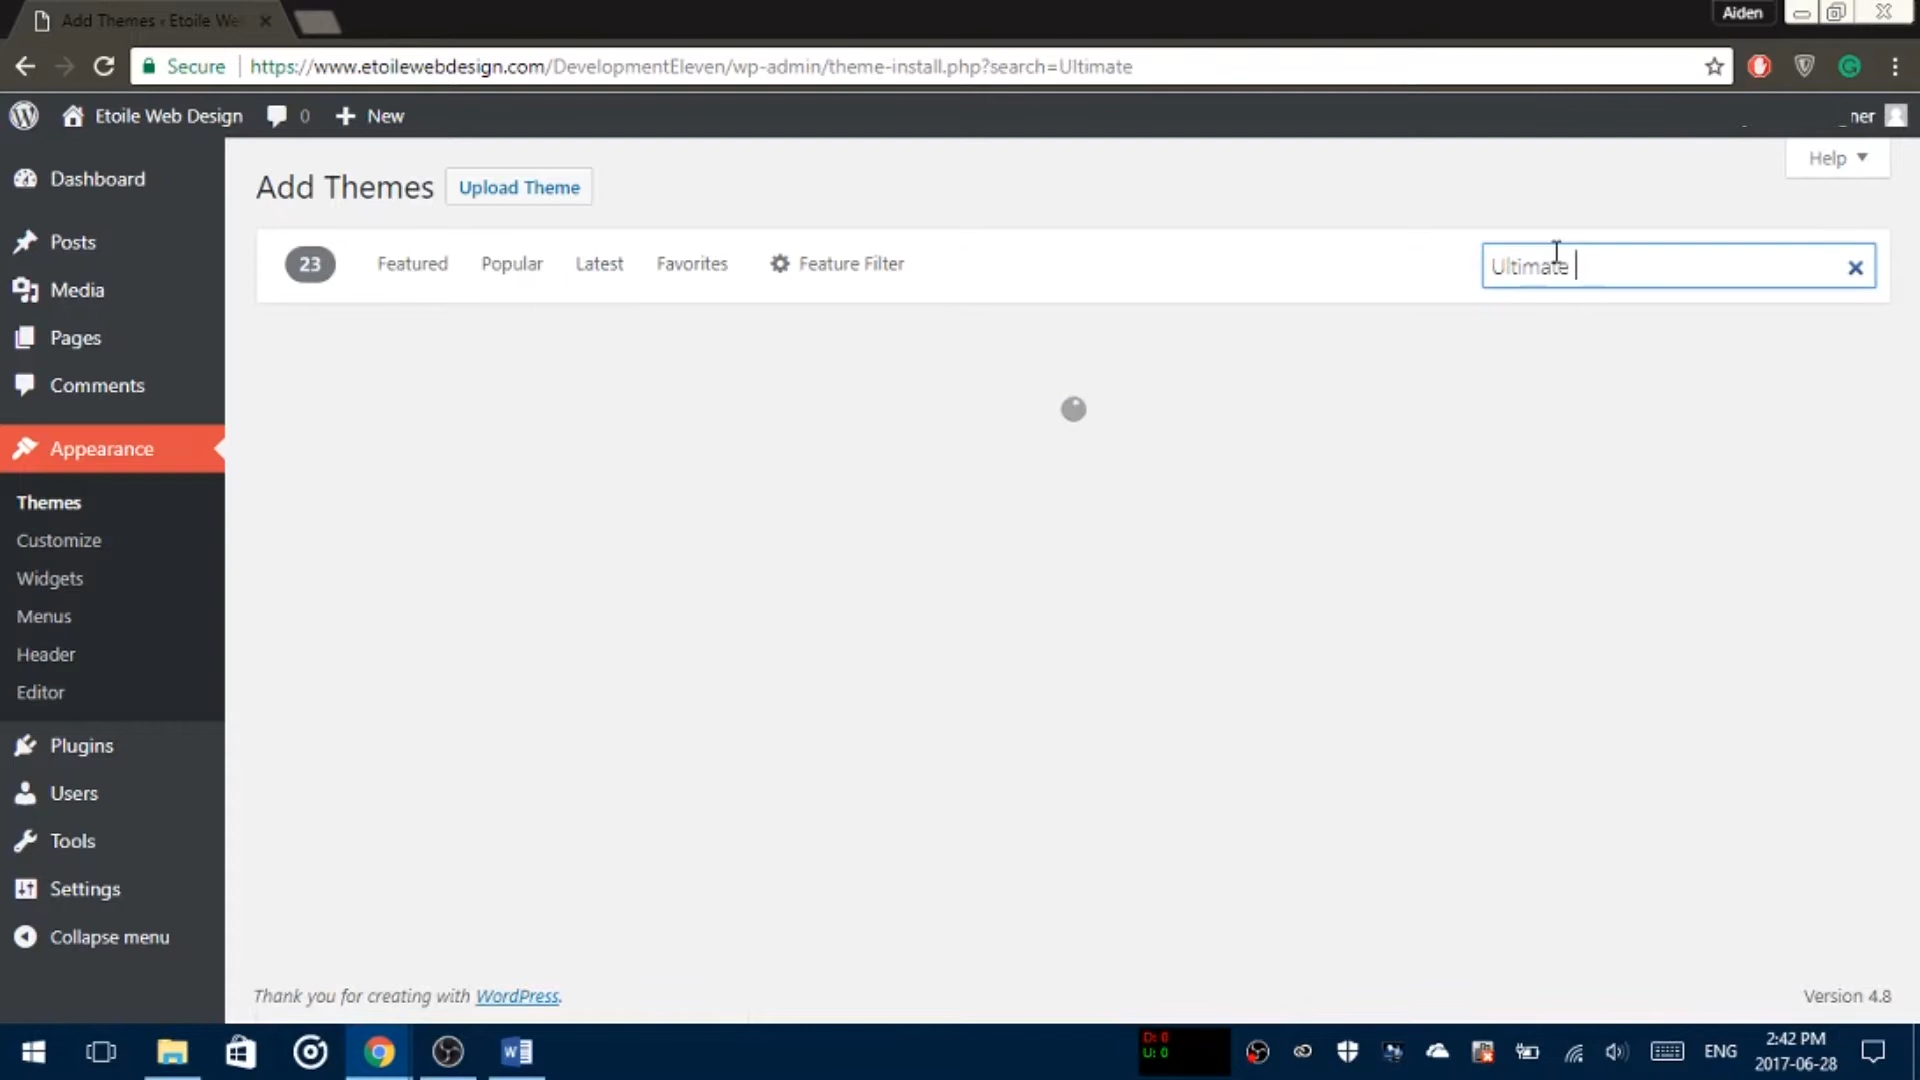 Add Themes ‹ Etoile We
Aiden
Secure
https://www.etoilewebdesign.com/DevelopmentEleven/wp-admin/theme-install.php?search=Ultimate
Etoile Web Design
0
New
ner
Help
Dashboard
Posts
Media
Pages
Comments
Appearance
Themes
Customize
Widgets
Menus
Header
Editor
Plugins
Users
Tools
Settings
Collapse menu
Add Themes
Upload Theme
23
Featured
Popular
Latest
Favorites
Feature Filter
Ultimate
Thank you for creating with WordPress.
Version 4.8
D: 0
U: 0
ENG
2:42 PM
2017-06-28